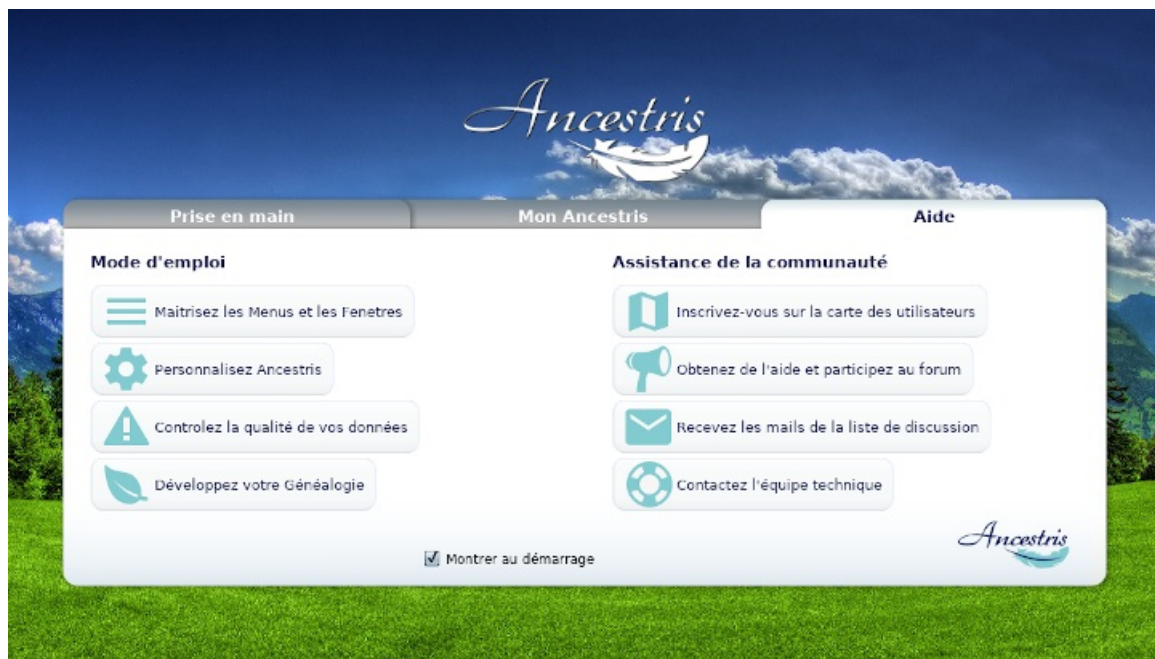 Ancestris
Prise en main
Mon Ancestris
Aide
Mode d'emploi
Maitrisez les Menus et les Fenetres
Personnalisez Ancestris
Controlez la qualité de vos données
Développez votre Généalogie
Assistance de la communauté
Inscrivez-vous sur la carte des utilisateurs
Obtenez de l'aide et participez au forum
Recevez les mails de la liste de discussion
Contactez l'équipe technique
Montrer au démarrage
Ancestris